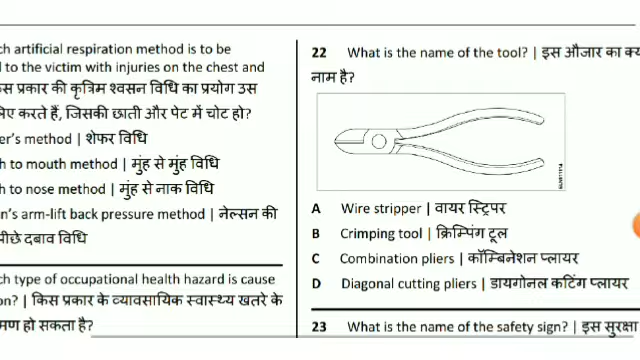 ch artificial respiration method is to be
to the victim with injuries on the chest and
स प्रकार की कृत्रिम श्वसन विधि का प्रयोग उस
करते हैं, जिसकी छाती और पेट में चोट हो?
er's method | शेफर विधि
h to mouth method | मुंह से मुंह विधि
h to nose method | मुंह से नाक विधि
n's arm-lift back pressure method | नेल्सन की
पीछे दबाव विधि
ch type of occupational health hazard is cause
on? | किस प्रकार के व्यावसायिक स्वास्थ्य खतरे के
मण हो सकता है?
22 What is the name of the tool? | इस औजार का
नाम है?
A Wire stripper | वायर स्ट्रिपर
B Crimping tool | क्रिम्पिंग टूल
C Combination pliers | कॉम्बिनेशन प्लायर
D Diagonal cutting pliers | डायगोनल कटिंग प्लायर
23 What is the name of the safety sign? | इस सुरक्षा